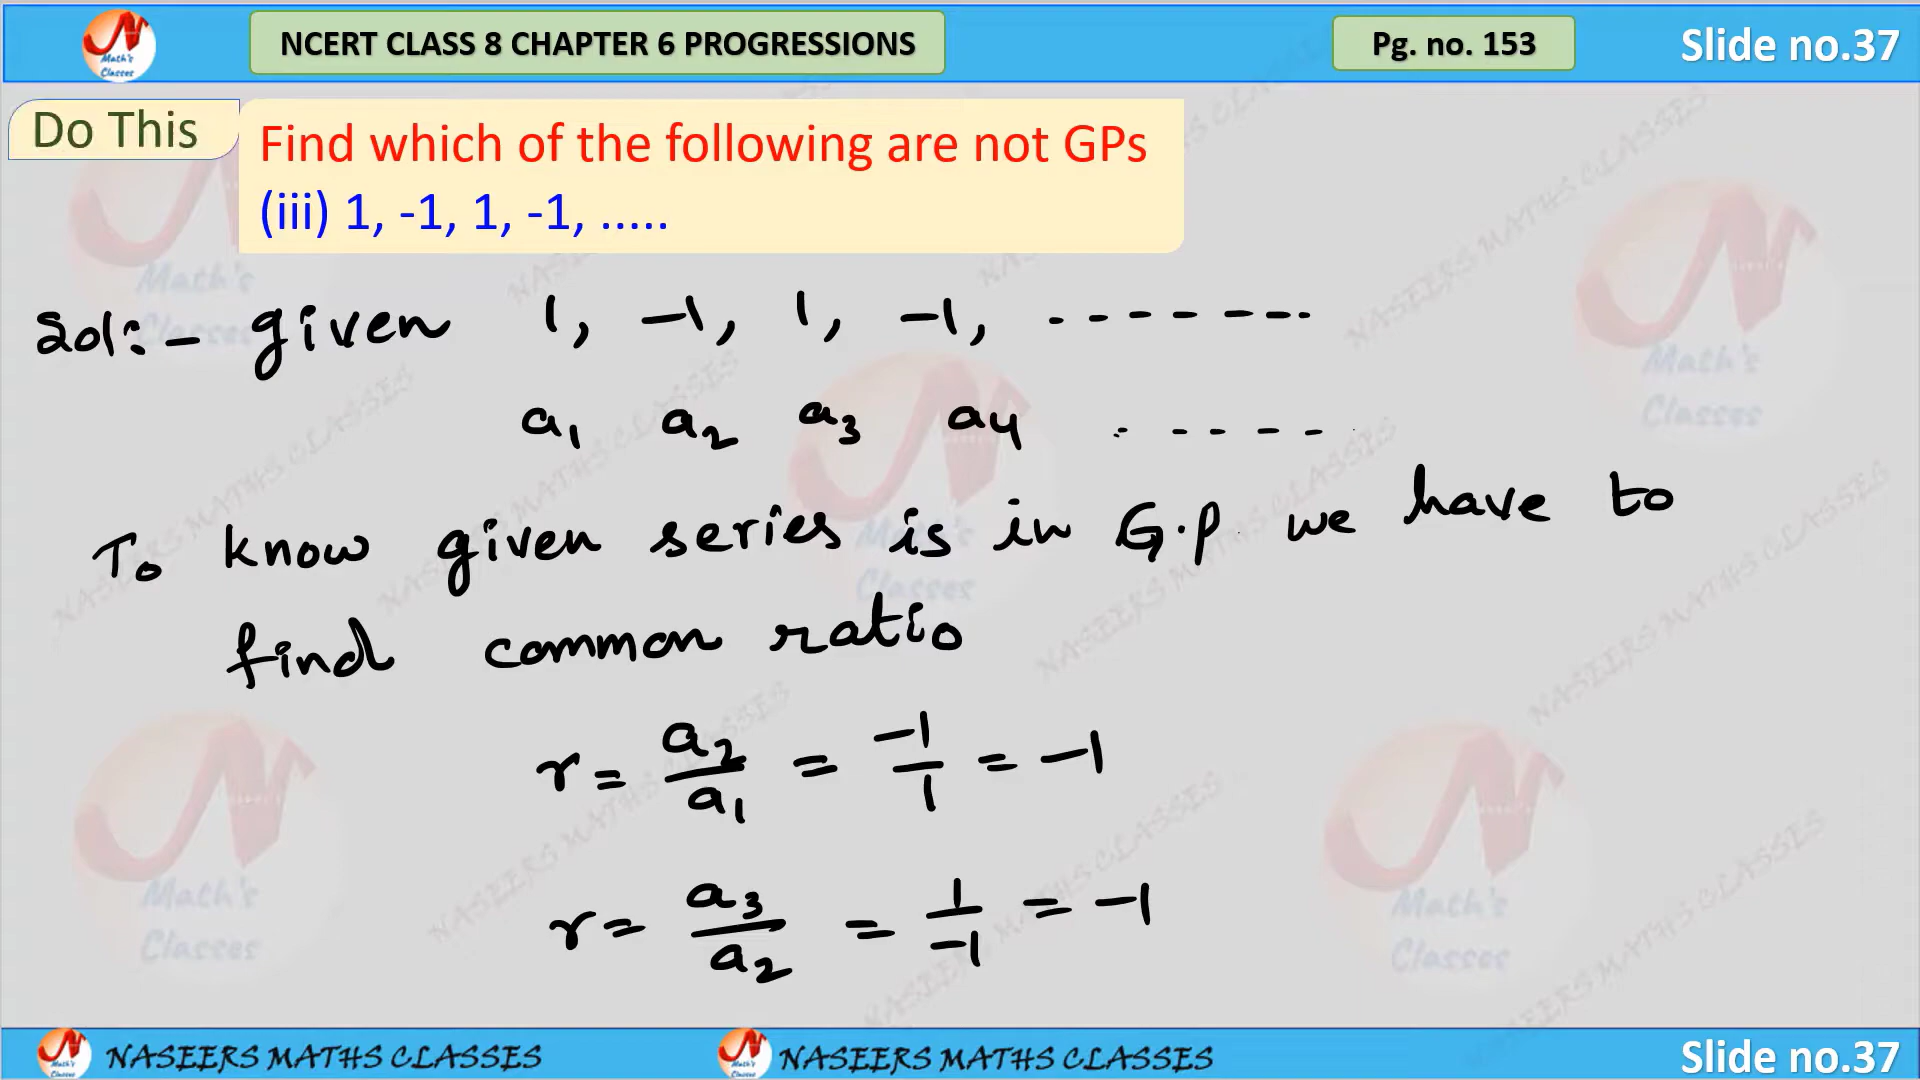 Math's
Classes
NCERT CLASS 8 CHAPTER 6 PROGRESSIONS
Pg. no. 153
Slide no.37
Do This
Find which of the following are not GPs
(iii) 1, -1, 1, -1, .....
Sol:- given 1, -1, 1, -1, -------
a1 a2 a3 a4 -----
To know given series is in G.P we have to
find common ratio
r = a2/a1 = -1/1 = -1
r = a3/a2 = 1/-1 = -1
NASEERS MATHS CLASSES
NASEERS MATHS CLASSES
Slide no.37